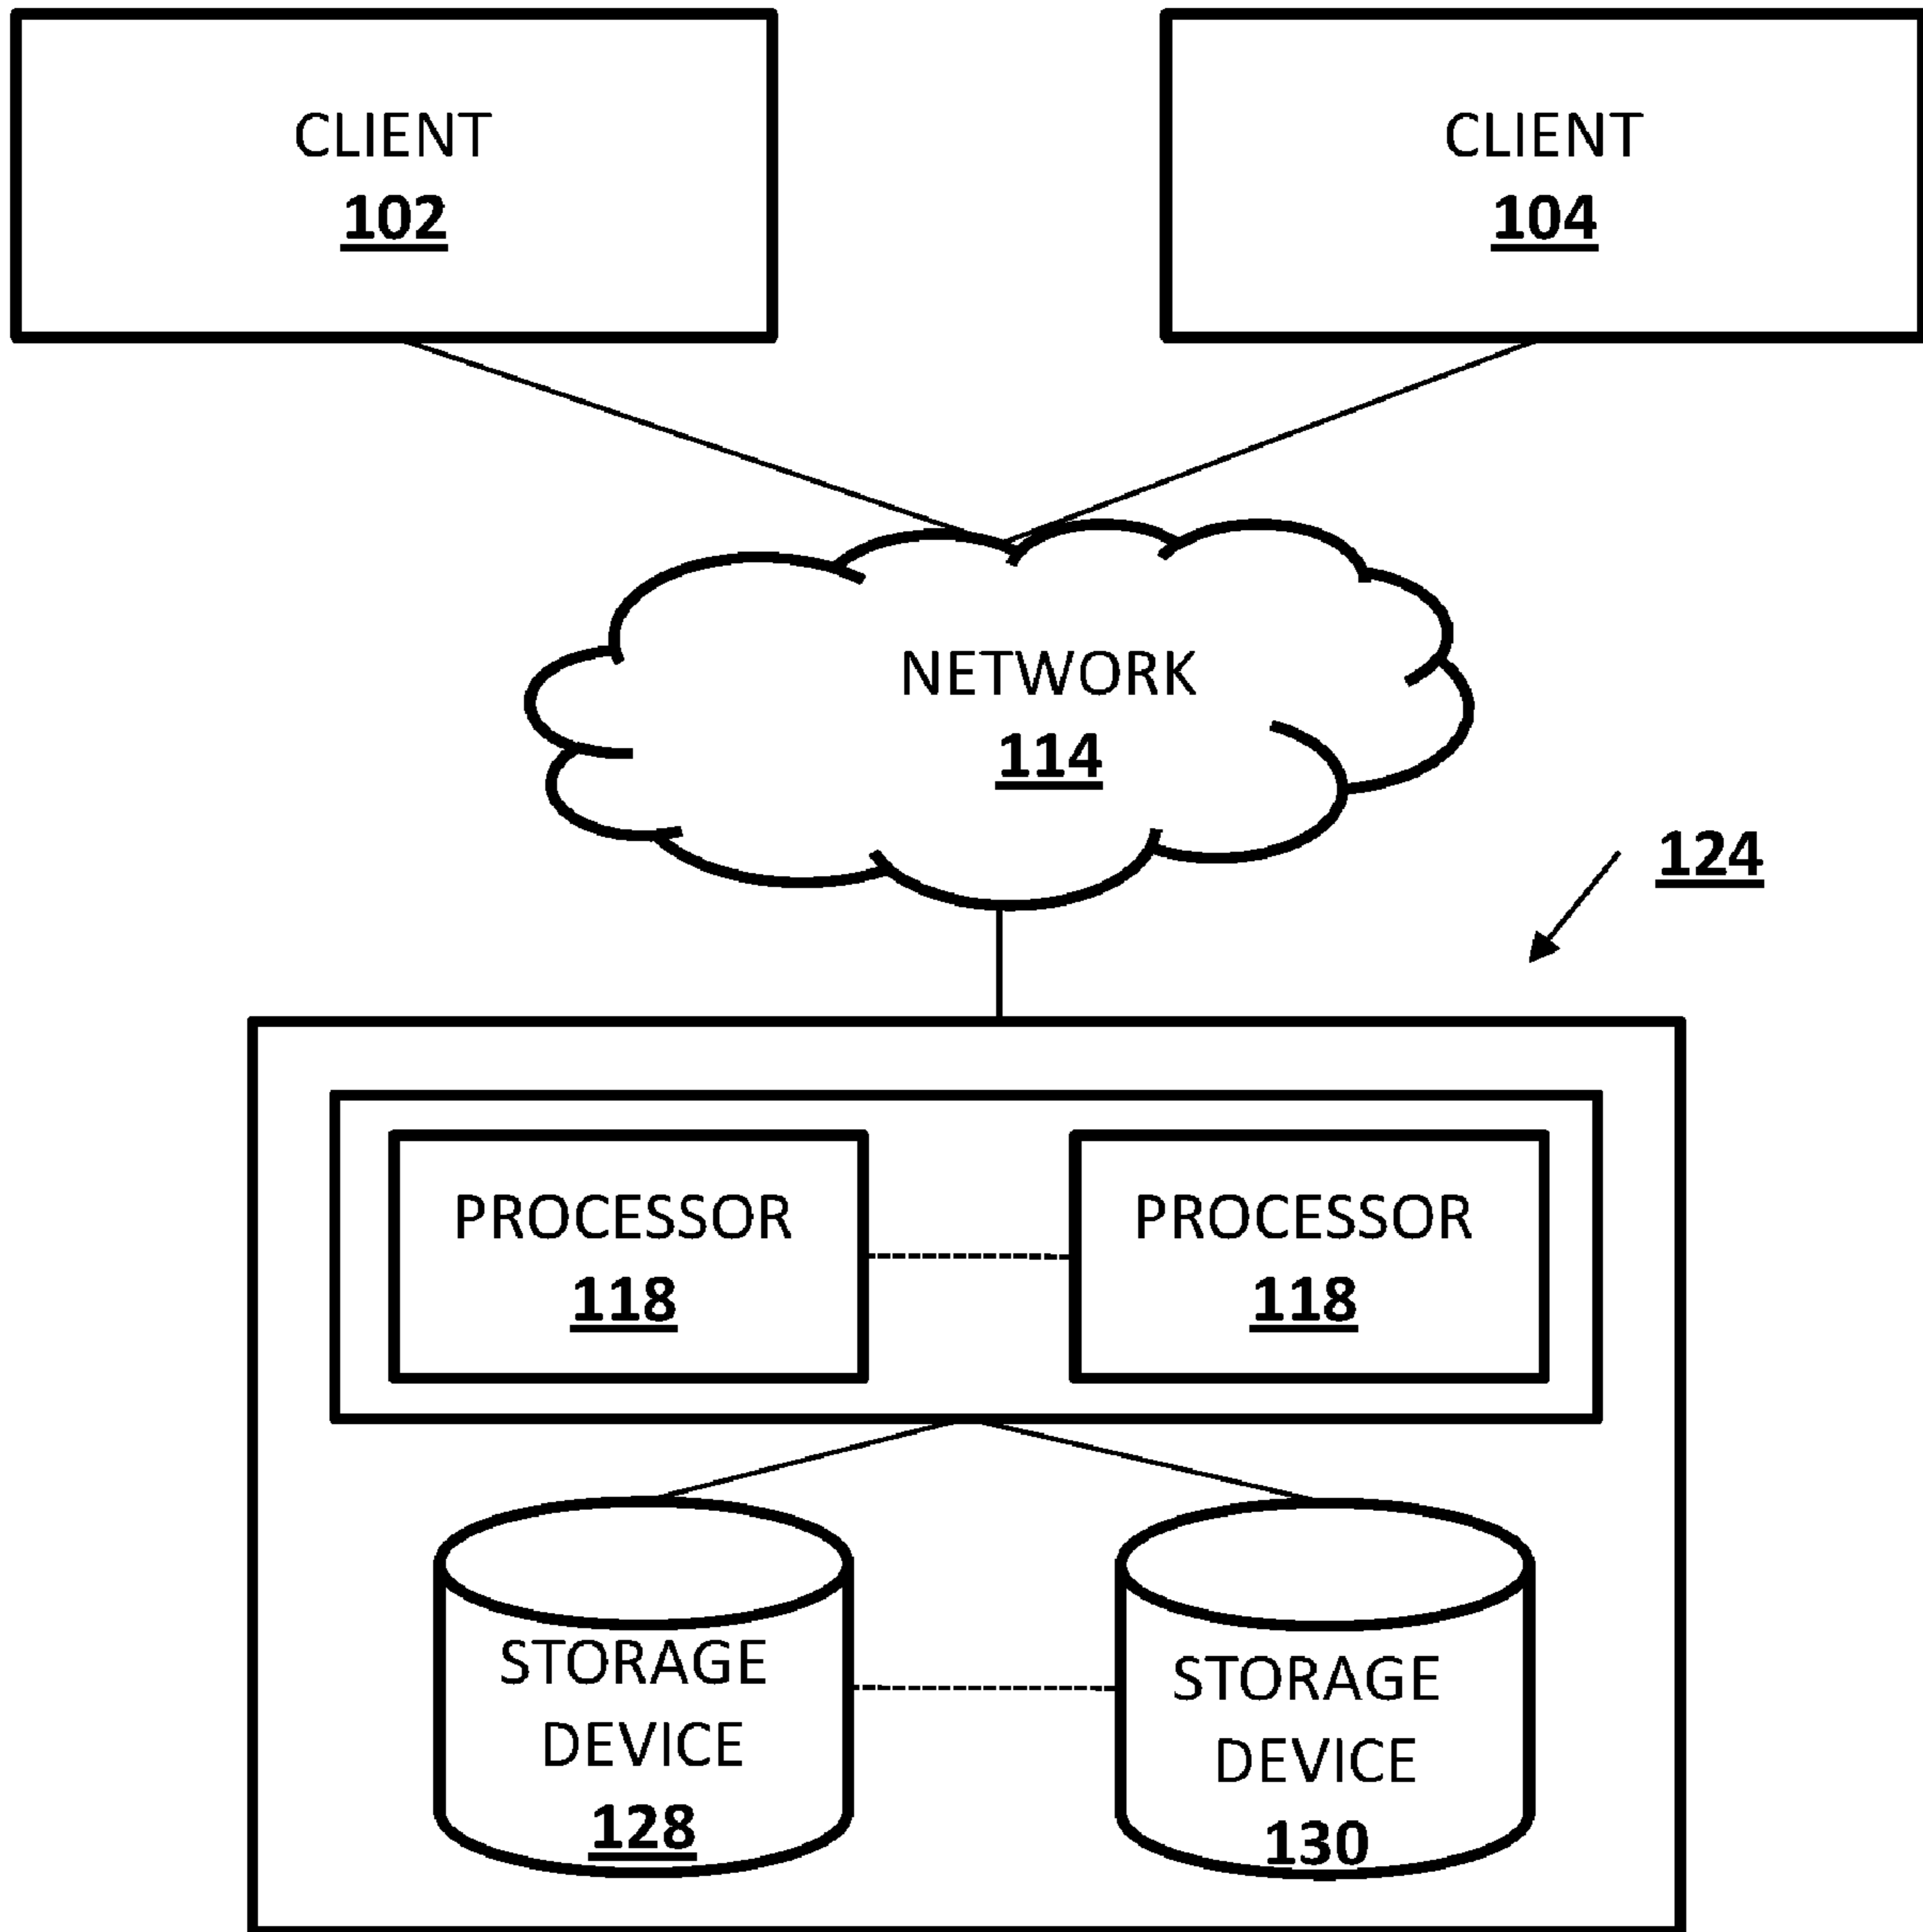 CLIENT
102
CLIENT
104
NETWORK
114
124
PROCESSOR
118
PROCESSOR
118
STORAGE
DEVICE
128
STORAGE
DEVICE
130